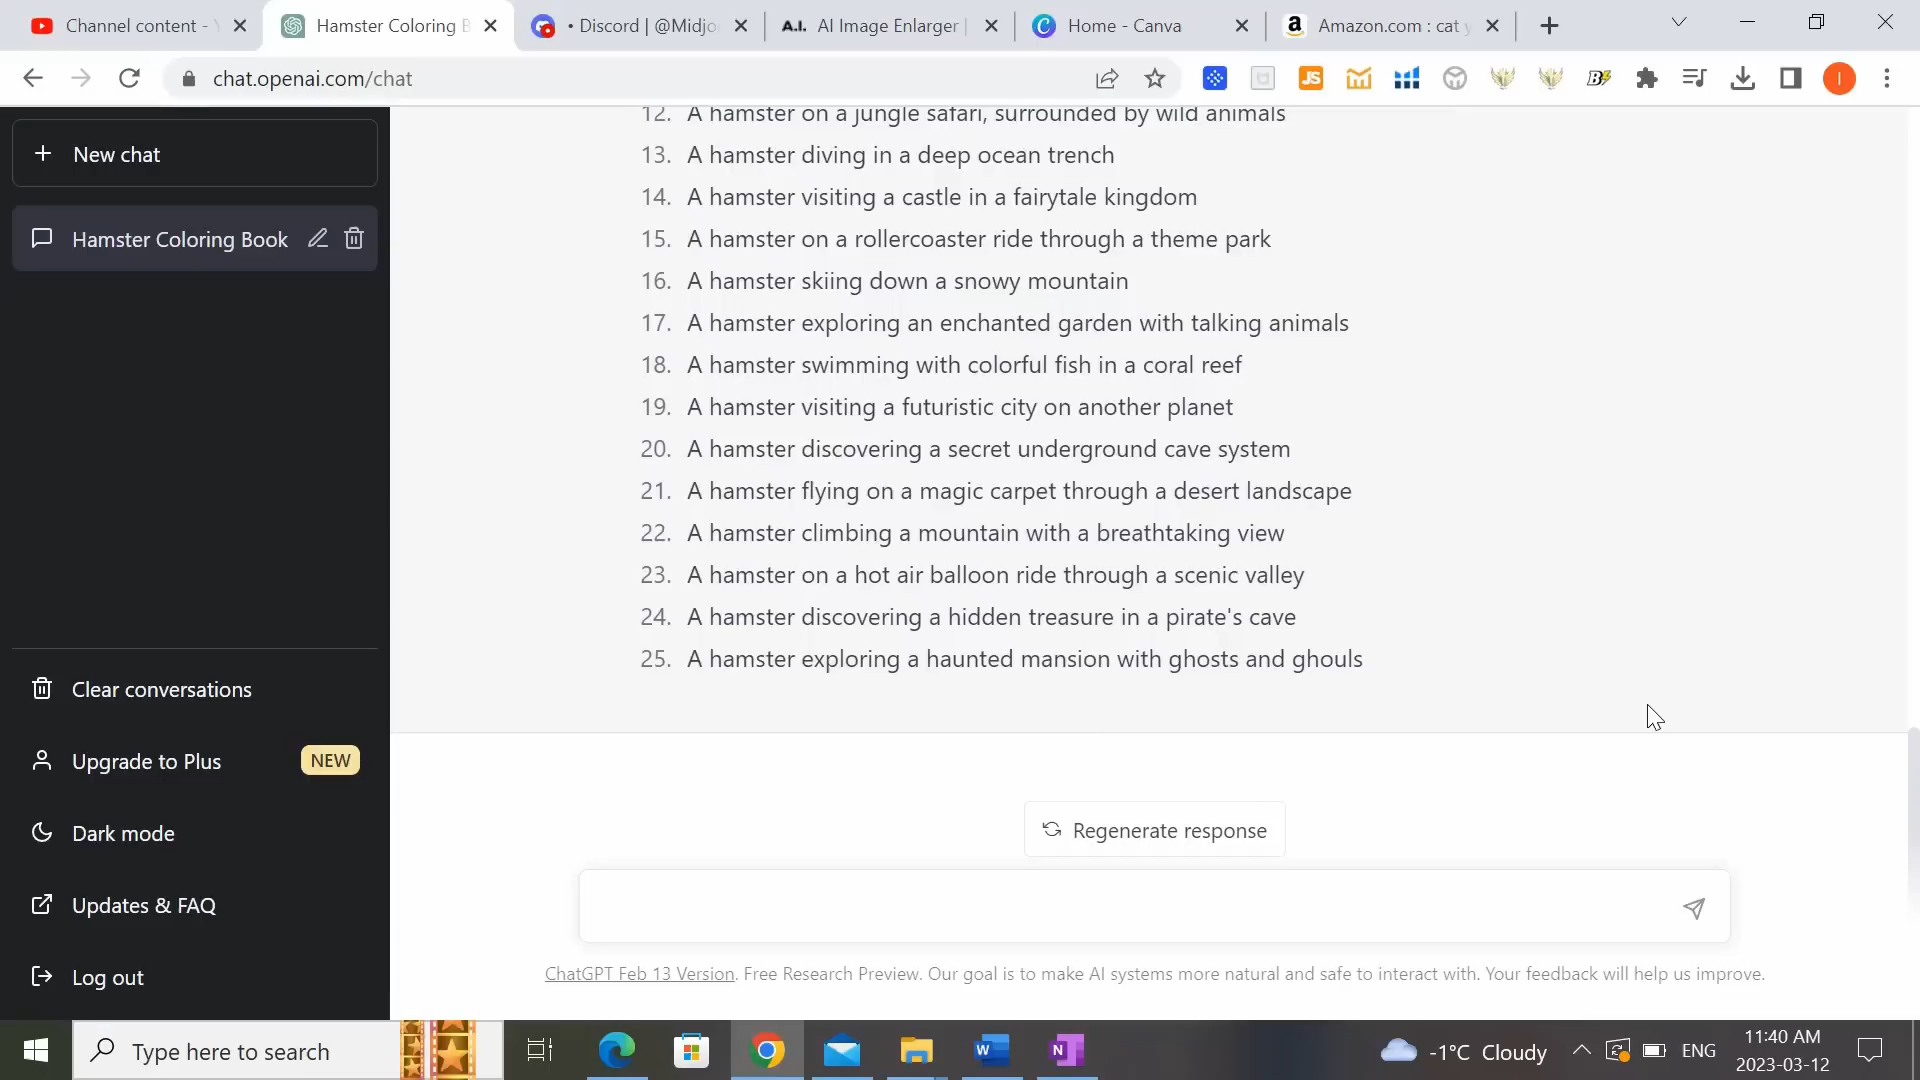 Channel content - Y
Hamster Coloring B
• Discord | @Midjo
A.I. AI Image Enlarger |
Home - Canva
Amazon.com : cat y
chat.openai.com/chat
New chat
Hamster Coloring Book
12. A hamster on a jungle safari, surrounded by wild animals
13. A hamster diving in a deep ocean trench
14. A hamster visiting a castle in a fairytale kingdom
15. A hamster on a rollercoaster ride through a theme park
16. A hamster skiing down a snowy mountain
17. A hamster exploring an enchanted garden with talking animals
18. A hamster swimming with colorful fish in a coral reef
19. A hamster visiting a futuristic city on another planet
20. A hamster discovering a secret underground cave system
21. A hamster flying on a magic carpet through a desert landscape
22. A hamster climbing a mountain with a breathtaking view
23. A hamster on a hot air balloon ride through a scenic valley
24. A hamster discovering a hidden treasure in a pirate's cave
25. A hamster exploring a haunted mansion with ghosts and ghouls
Clear conversations
Upgrade to Plus NEW
Dark mode
Updates & FAQ
Log out
Regenerate response
ChatGPT Feb 13 Version. Free Research Preview. Our goal is to make AI systems more natural and safe to interact with. Your feedback will help us improve.
Type here to search
-1°C Cloudy
ENG
11:40 AM
2023-03-12